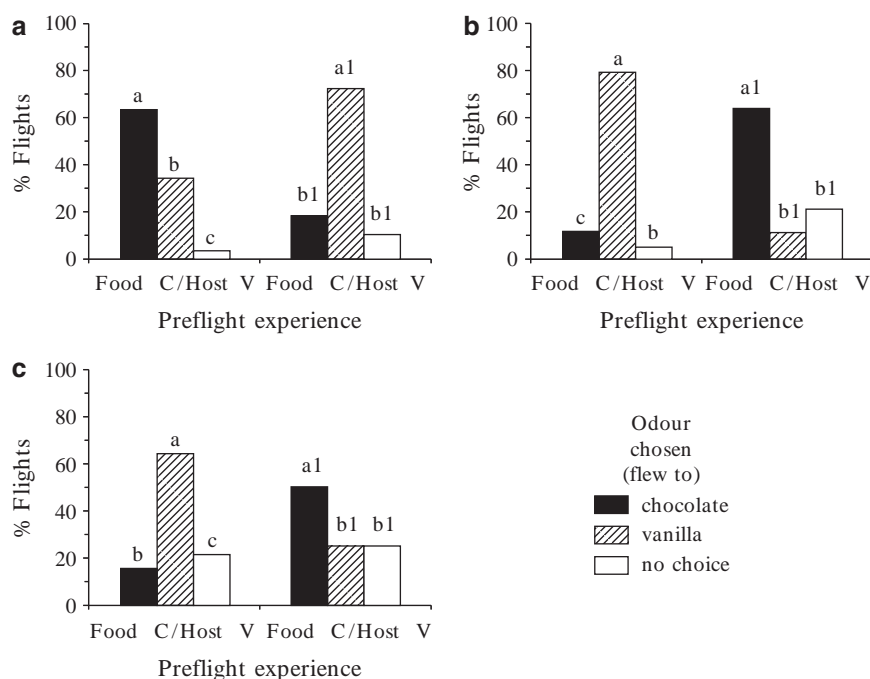 a
100
80
60
40
20
0
% Flights
a
b
c
b1
a1
b1
Food C/Host V Food C/Host V
Preflight experience
b
100
80
60
40
20
0
% Flights
c
a
b
a1
b1
b1
Food C/Host V Food C/Host V
Preflight experience
c
100
80
60
40
20
0
% Flights
b
a
c
a1
b1
b1
Food C/Host V Food C/Host V
Preflight experience
Odour
chosen
(flew to)
chocolate
vanilla
no choice